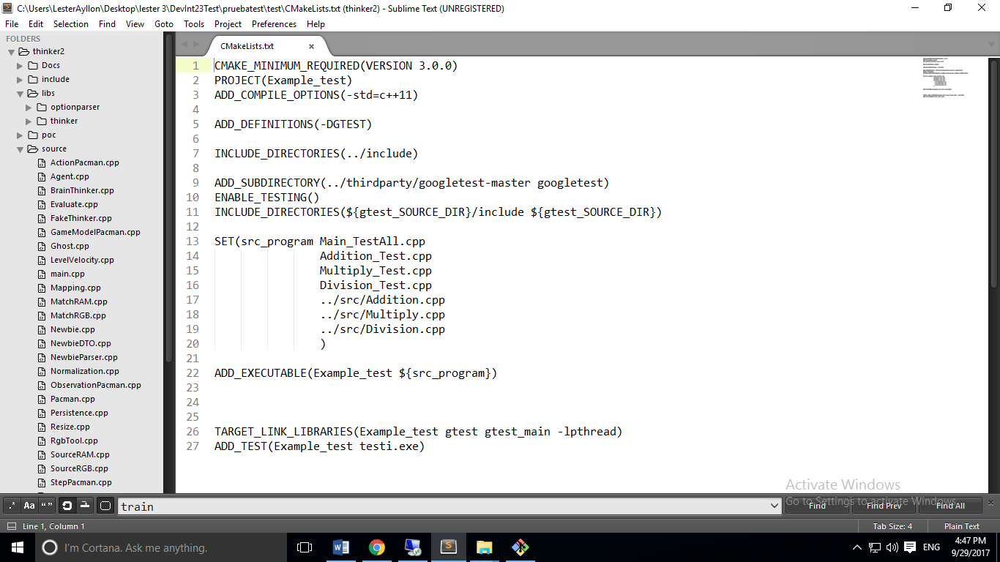 C:\Users\LesterAyllon\Desktop\lester 3\DevInt23Test\pruebatest\test\CMakeLists.txt (thinker2) - Sublime Text (UNREGISTERED)
File Edit Selection Find View Goto Tools Project Preferences Help
FOLDERS
thinker2
Docs
include
libs
optionparser
thinker
poc
source
ActionPacman.cpp
Agent.cpp
BrainThinker.cpp
Evaluate.cpp
FakeThinker.cpp
GameModelPacman.cpp
Ghost.cpp
LevelVelocity.cpp
main.cpp
Mapping.cpp
MatchRAM.cpp
MatchRGB.cpp
Newbie.cpp
NewbieDTO.cpp
NewbieParser.cpp
Normalization.cpp
ObservationPacman.cpp
Pacman.cpp
Persistence.cpp
Resize.cpp
RgbTool.cpp
SourceRAM.cpp
SourceRGB.cpp
StepPacman.cpp
CMakeLists.txt ×
1 CMAKE_MINIMUM_REQUIRED(VERSION 3.0.0)
2 PROJECT(Example_test)
3 ADD_COMPILE_OPTIONS(-std=c++11)
4
5 ADD_DEFINITIONS(-DGTEST)
6
7 INCLUDE_DIRECTORIES(../include)
8
9 ADD_SUBDIRECTORY(../thirdparty/googletest-master googletest)
10 ENABLE_TESTING()
11 INCLUDE_DIRECTORIES(${gtest_SOURCE_DIR}/include ${gtest_SOURCE_DIR})
12
13 SET(src_program Main_TestAll.cpp
14 Addition_Test.cpp
15 Multiply_Test.cpp
16 Division_Test.cpp
17 ../src/Addition.cpp
18 ../src/Multiply.cpp
19 ../src/Division.cpp
20 )
21
22 ADD_EXECUTABLE(Example_test ${src_program})
23
24
25
26 TARGET_LINK_LIBRARIES(Example_test gtest gtest_main -lpthread)
27 ADD_TEST(Example_test testi.exe)
Activate Windows
Go to Settings to activate Windows.
.* Aa “” train Find Find Prev Find All
Line 1, Column 1 Tab Size: 4 Plain Text
I'm Cortana. Ask me anything. ENG
4:47 PM
9/29/2017